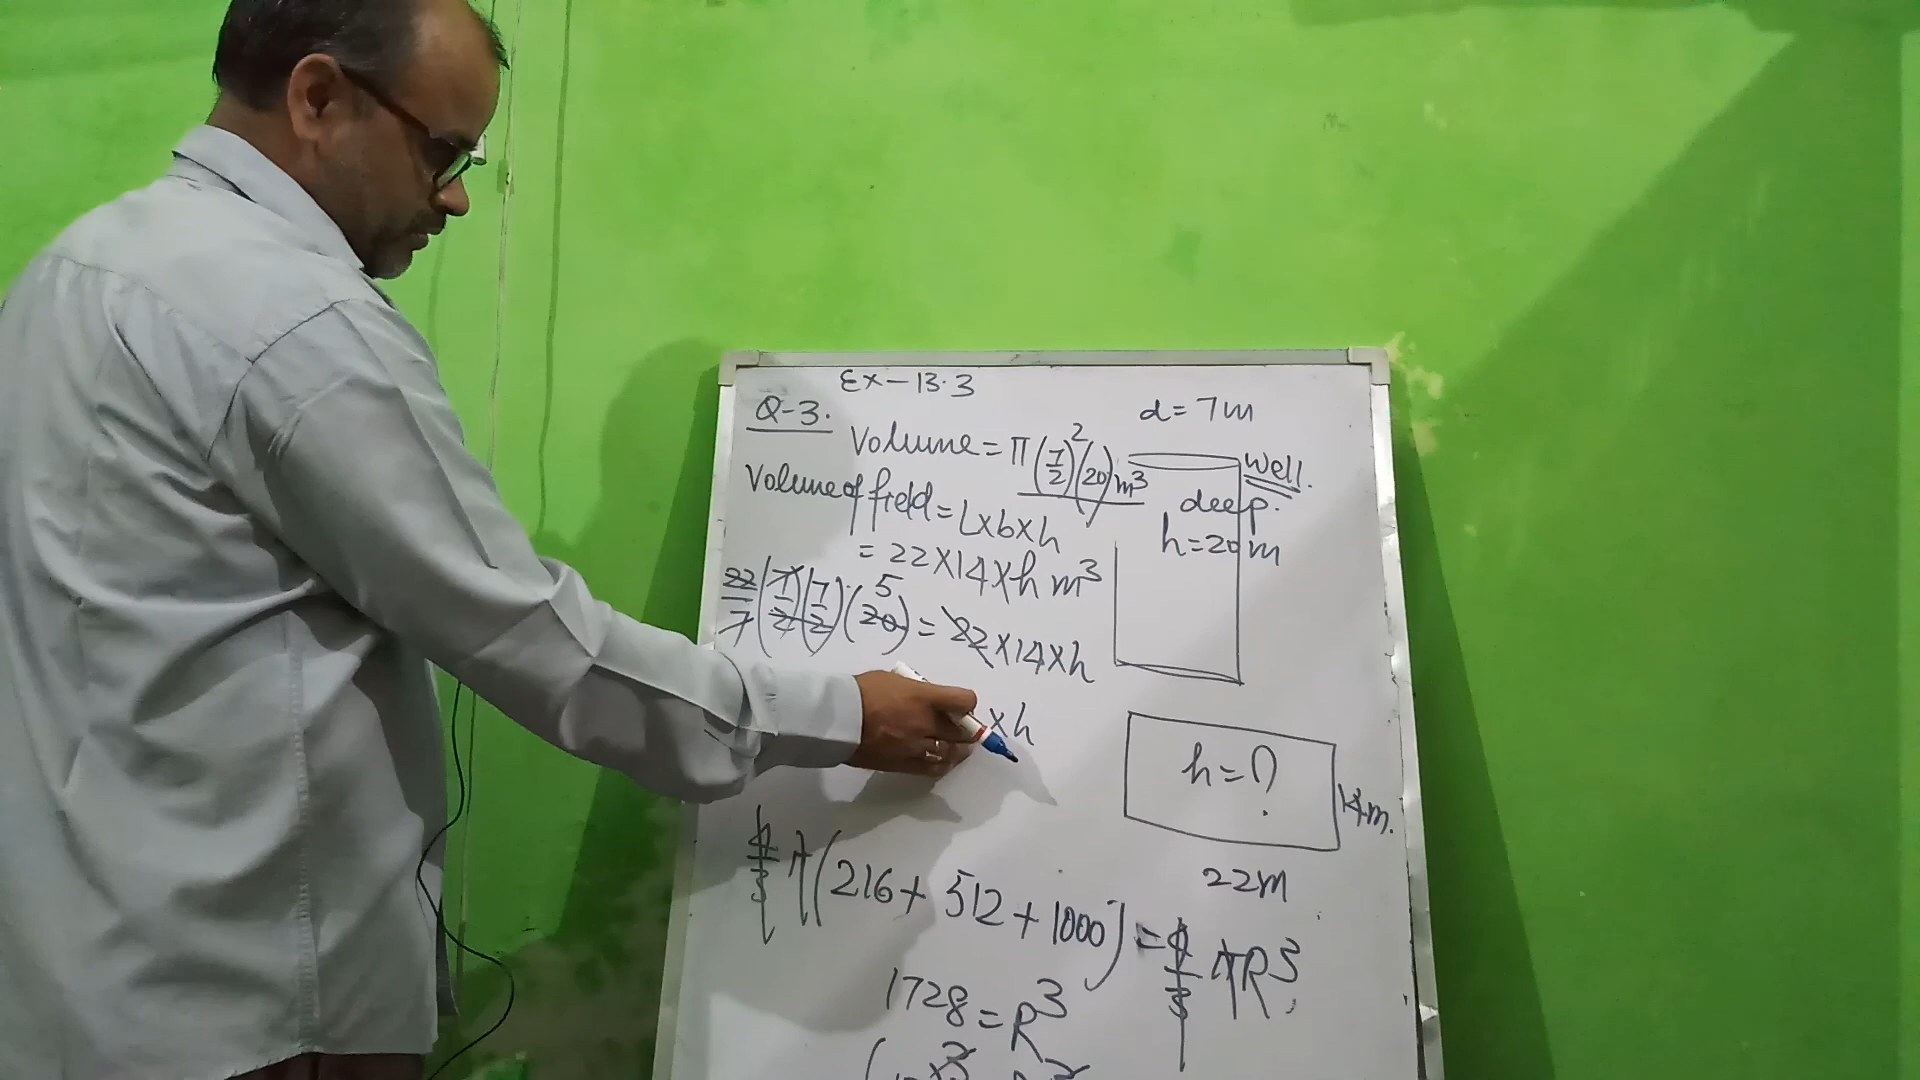 Ex-13.3
Q-3.
d=7m
Volume = π(7/2)²(20)m³
Well.
deep.
h=20m
Volume of field = L×b×h
= 22×14×h m³
22/7 (7/2)(7/2)(20) 5 = 22×14×h
×h
h=?
14m.
22m
4/3 π(216+512+1000) = 4/3 πR³
1728 = R³